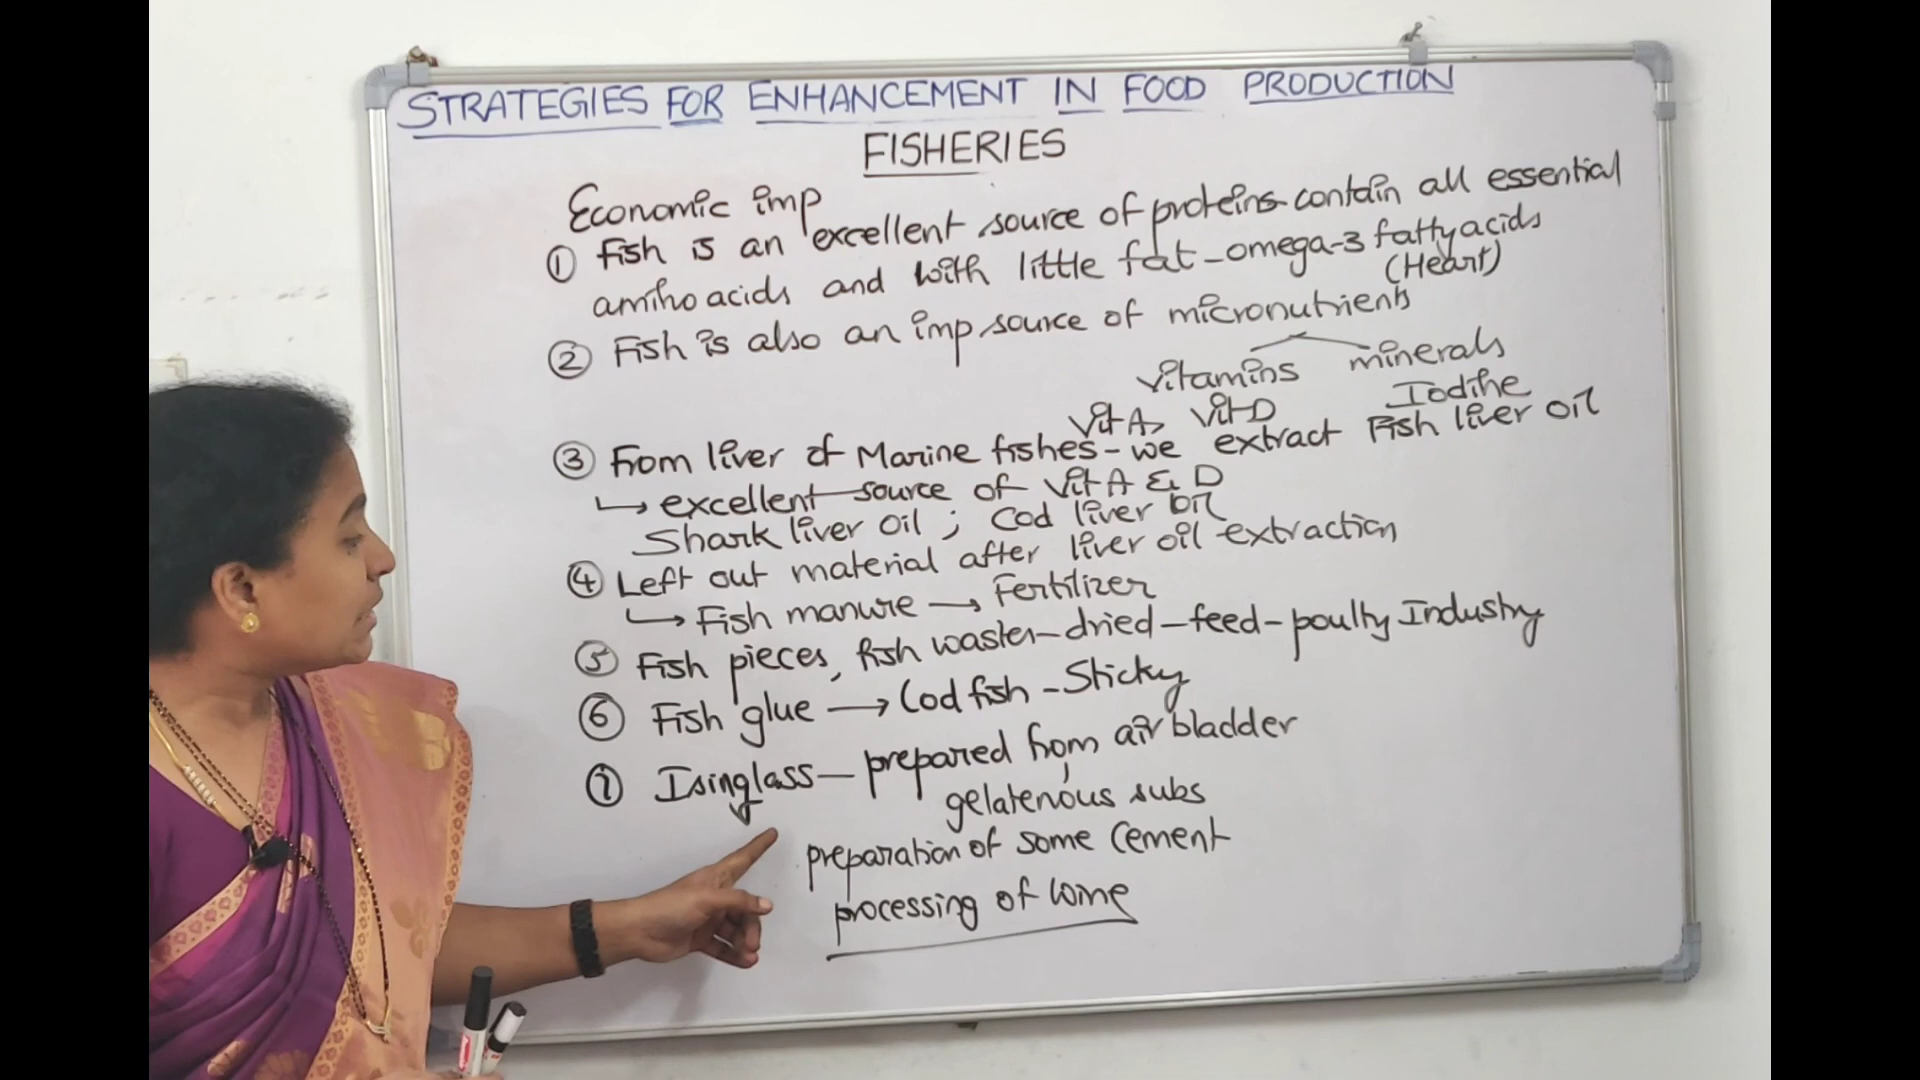 STRATEGIES FOR ENHANCEMENT IN FOOD PRODUCTION
FISHERIES
Economic imp
① Fish is an excellent source of proteins-contain all essential
amino acids and with little fat-omega-3 fatty acids
(Heart)
② Fish is also an imp source of micronutrients
Vitamins minerals
Vit A, Vit D Iodine
③ From liver of Marine fishes-we extract Fish liver oil
↳ excellent source of Vit A & D
Shark liver oil ; Cod liver oil
④ Left out material after liver oil extraction
↳ Fish manure → Fertilizer
⑤ Fish pieces, fish wastes-dried-feed-poultry Industry
⑥ Fish glue → Cod fish - Sticky
⑦ Isinglass - prepared from air bladder
gelatenous subs
preparation of some cement
processing of wine